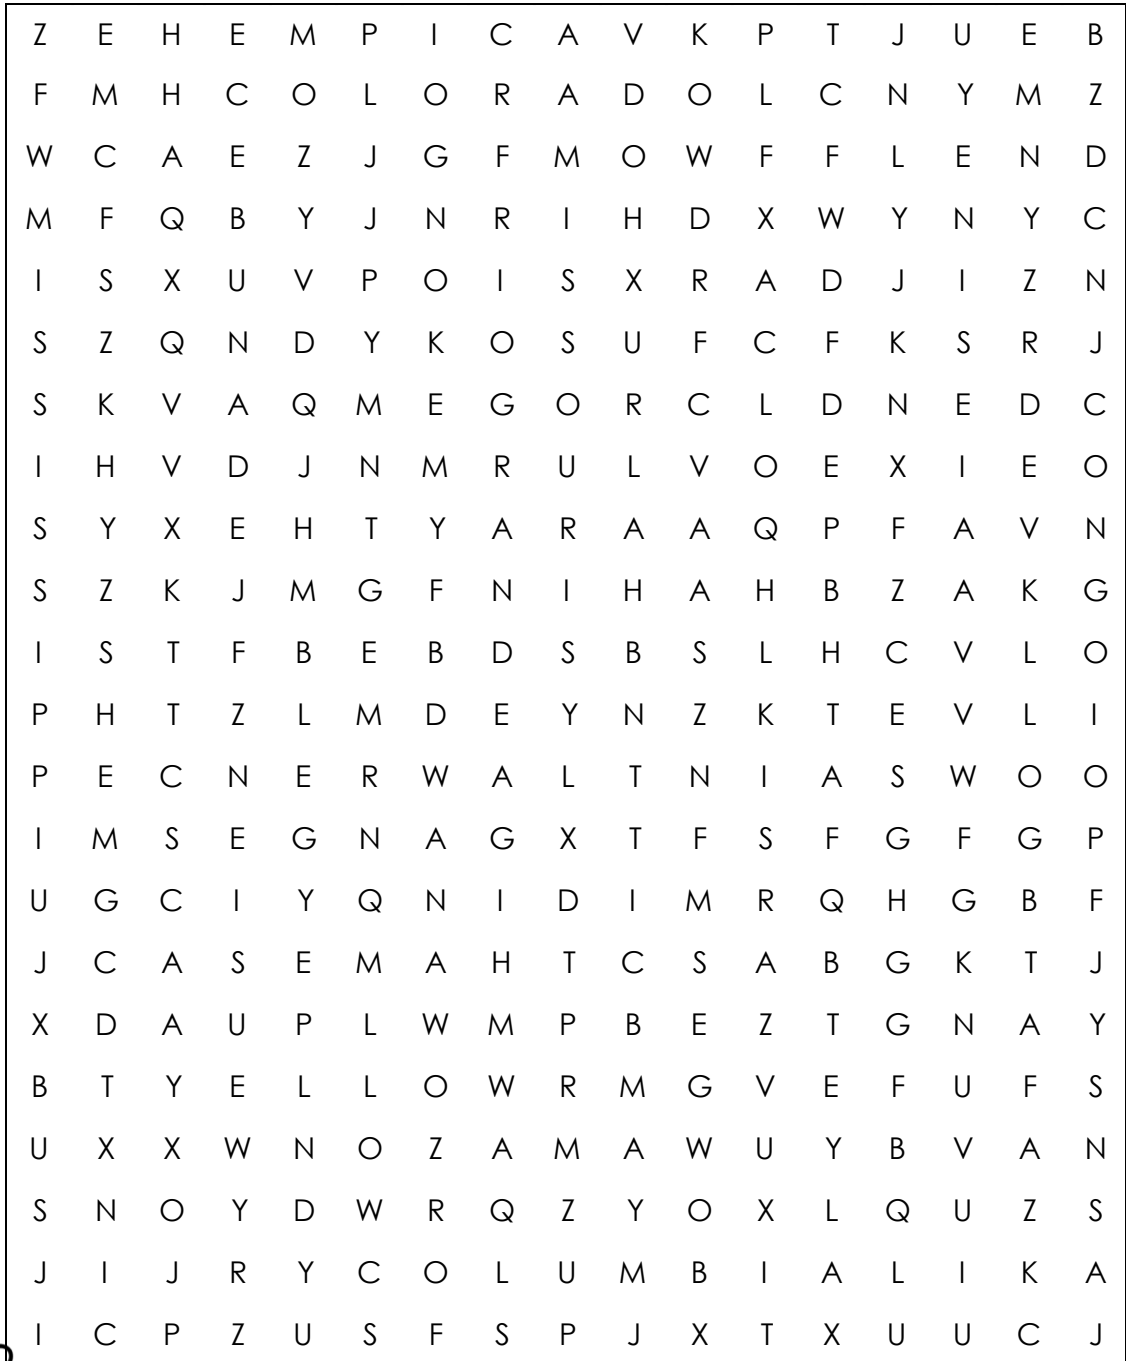 Z E H E M P I C A V K P T J U E B
F M H C O L O R A D O L C N Y M Z
W C A E Z J G F M O W F F L E N D
M F Q B Y J N R I H D X W Y N Y C
I S X U V P O I S X R A D J I Z N
S Z Q N D Y K O S U F C F K S R J
S K V A Q M E G O R C L D N E D C
I H V D J N M R U L V O E X I E O
S Y X E H T Y A R A A Q P F A V N
S Z K J M G F N I H A H B Z A K G
I S T F B E B D S B S L H C V L O
P H T Z L M D E Y N Z K T E V L I
P E C N E R W A L T N I A S W O O
I M S E G N A G X T F S F G F G P
U G C I Y Q N I D I M R Q H G B F
J C A S E M A H T C S A B G K T J
X D A U P L W M P B E Z T G N A Y
B T Y E L L O W R M G V E F U F S
U X X W N O Z A M A W U Y B V A N
S N O Y D W R Q Z Y O X L Q U Z S
J I J R Y C O L U M B I A L I K A
I C P Z U S F S P J X T X U U C J